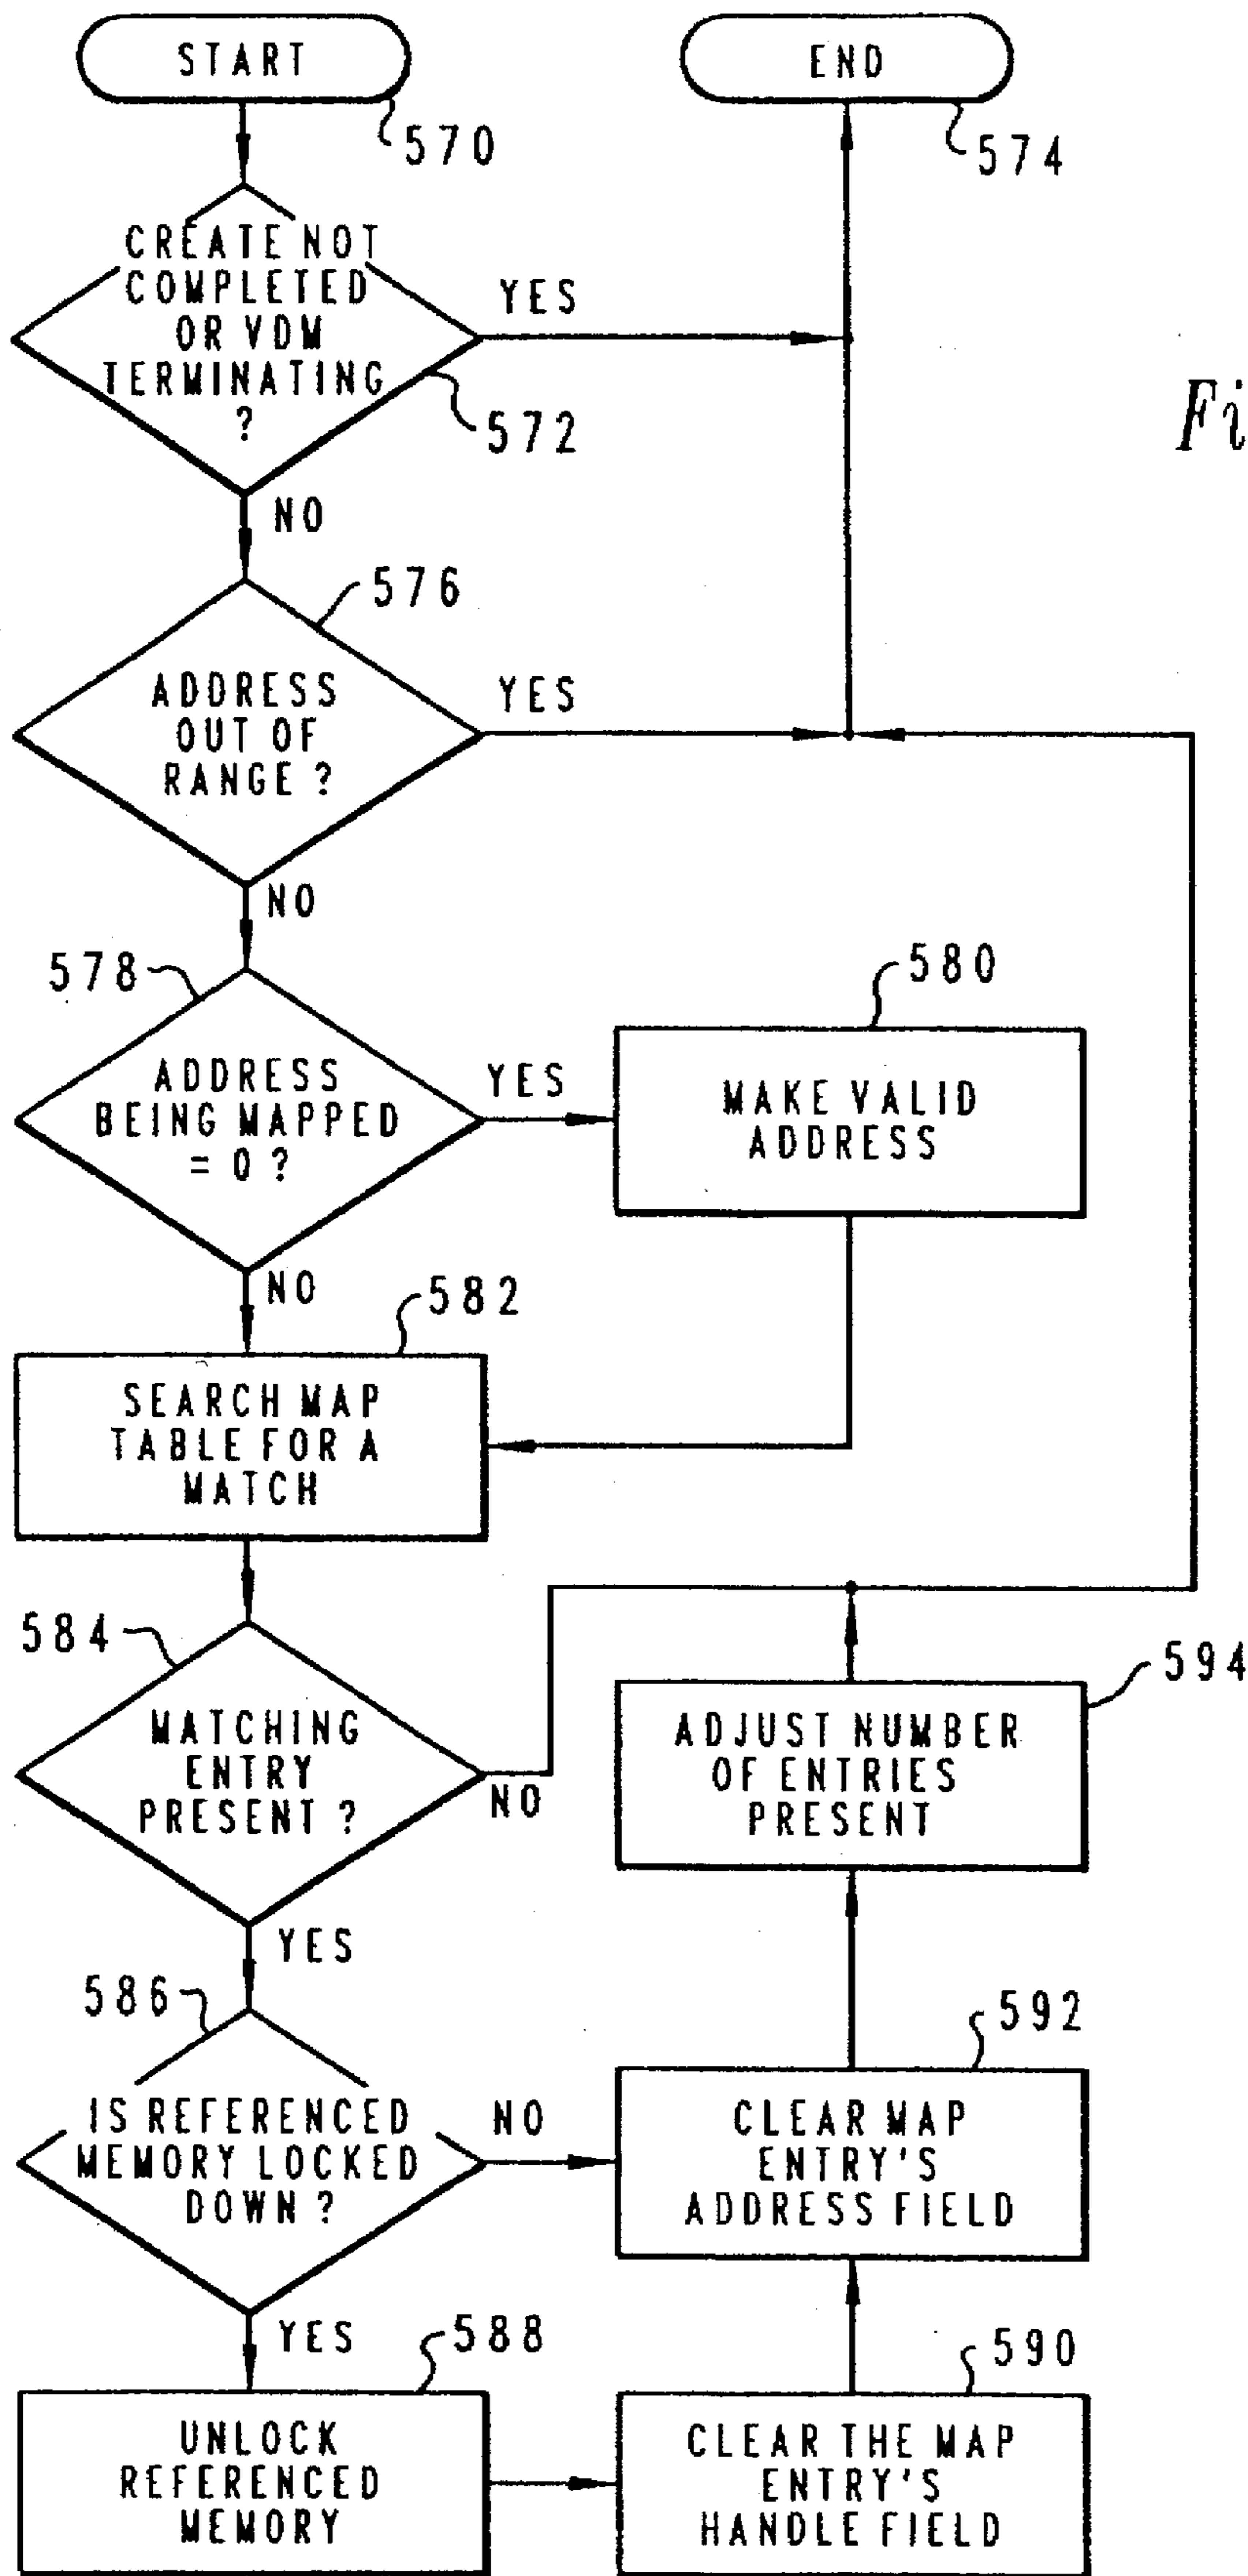 START
570
END
574
CREATE NOT
COMPLETED
OR VDM
TERMINATING
?
YES
572
Fi
NO
576
ADDRESS
OUT OF
RANGE ?
YES
NO
578
ADDRESS
BEING MAPPED
= 0 ?
YES
580
MAKE VALID
ADDRESS
NO
582
SEARCH MAP
TABLE FOR A
MATCH
584
MATCHING
ENTRY
PRESENT ?
NO
594
ADJUST NUMBER
OF ENTRIES
PRESENT
YES
586
IS REFERENCED
MEMORY LOCKED
DOWN ?
NO
592
CLEAR MAP
ENTRY'S
ADDRESS FIELD
YES
588
UNLOCK
REFERENCED
MEMORY
590
CLEAR THE MAP
ENTRY'S
HANDLE FIELD